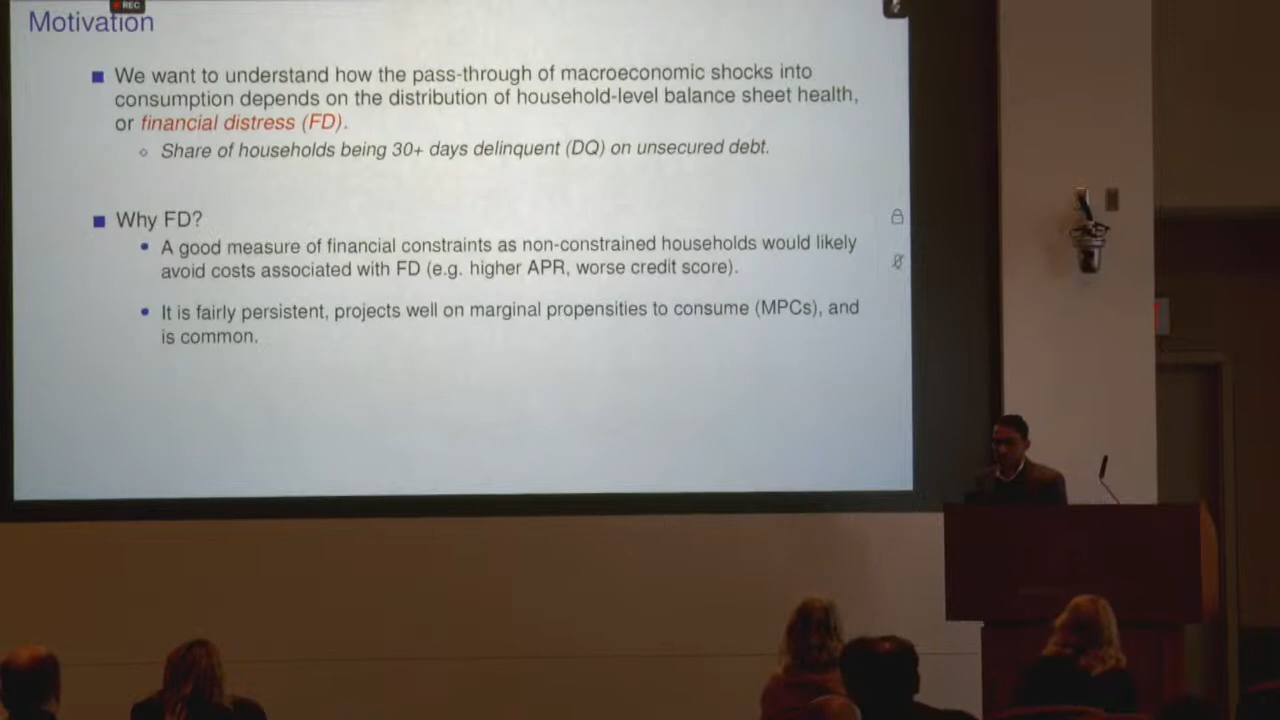 REC
Motivation
We want to understand how the pass-through of macroeconomic shocks into
consumption depends on the distribution of household-level balance sheet health,
or financial distress (FD).
Share of households being 30+ days delinquent (DQ) on unsecured debt.
Why FD?
A good measure of financial constraints as non-constrained households would likely
avoid costs associated with FD (e.g. higher APR, worse credit score).
It is fairly persistent, projects well on marginal propensities to consume (MPCs), and
is common.